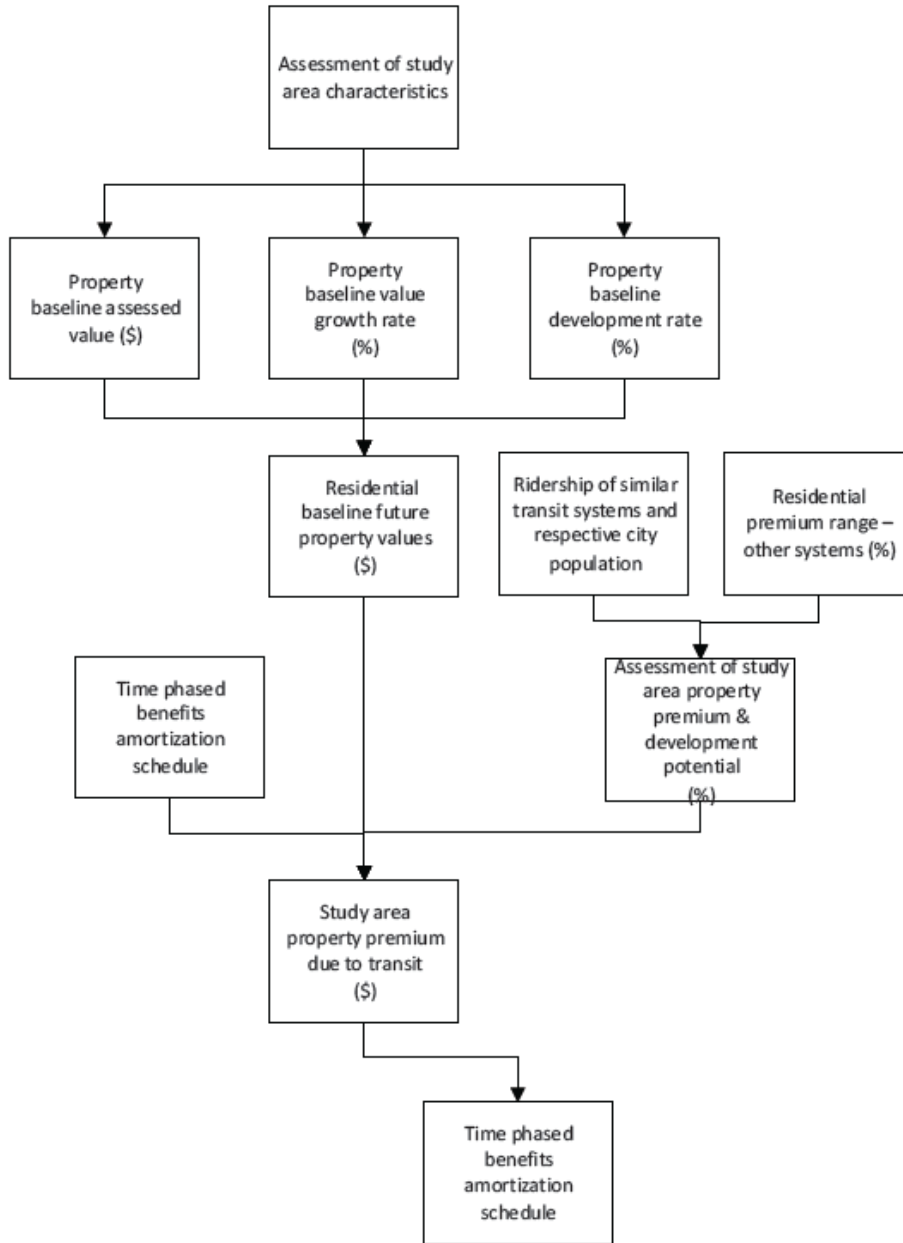 Assessment of study
area characteristics
Property
baseline assessed
value ($)
Property
baseline value
growth rate
(%)
Property
baseline
development rate
(%)
Residential
baseline future
property values
($)
Ridership of similar
transit systems and
respective city
population
Residential
premium range –
other systems (%)
Time phased
benefits
amortization
schedule
Assessment of study
area property
premium &
development
potential
(%)
Study area
property premium
due to transit
($)
Time phased
benefits
amortization
schedule